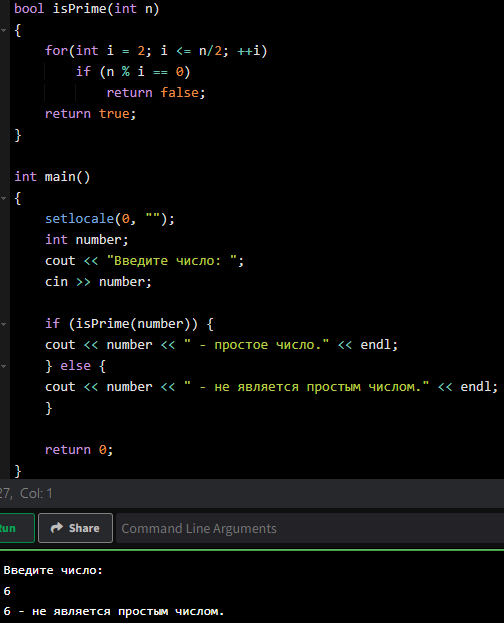 bool isPrime(int n)
{
    for(int i = 2; i <= n/2; ++i)
        if (n % i == 0)
            return false;
    return true;
}

int main()
{
    setlocale(0, "");
    int number;
    cout << "Введите число: ";
    cin >> number;

    if (isPrime(number)) {
    cout << number << " - простое число." << endl;
    } else {
    cout << number << " - не является простым числом." << endl;
    }

    return 0;
}
27, Col: 1
un Share Command Line Arguments
Введите число:
6
6 - не является простым числом.